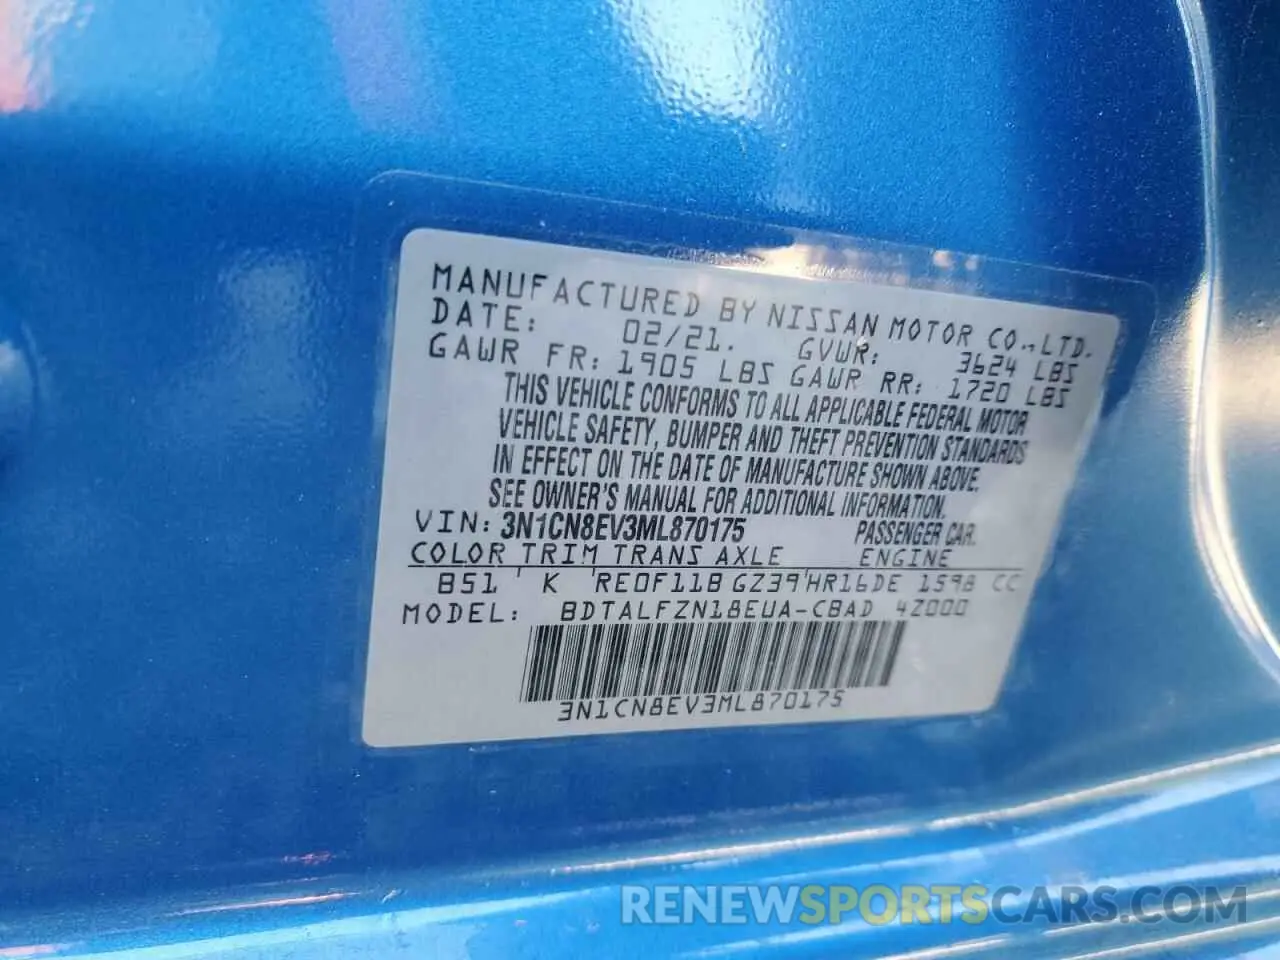 MANUFACTURED BY NISSAN MOTOR CO.,LTD.
DATE: 02/21. GVWR: 3624 LBS
GAWR FR: 1905 LBS GAWR RR: 1720 LBS
THIS VEHICLE CONFORMS TO ALL APPLICABLE FEDERAL MOTOR
VEHICLE SAFETY, BUMPER AND THEFT PREVENTION STANDARDS
IN EFFECT ON THE DATE OF MANUFACTURE SHOWN ABOVE.
SEE OWNER'S MANUAL FOR ADDITIONAL INFORMATION.
VIN: 3N1CN8EV3ML870175 PASSENGER CAR.
COLOR TRIM TRANS AXLE ENGINE
B51 K RE0F11B GZ39 HR16DE 1598 CC
MODEL: BDTALFZN18EUA-CBAD 4Z000
3N1CN8EV3ML870175
RENEWSPORTSCARS.COM